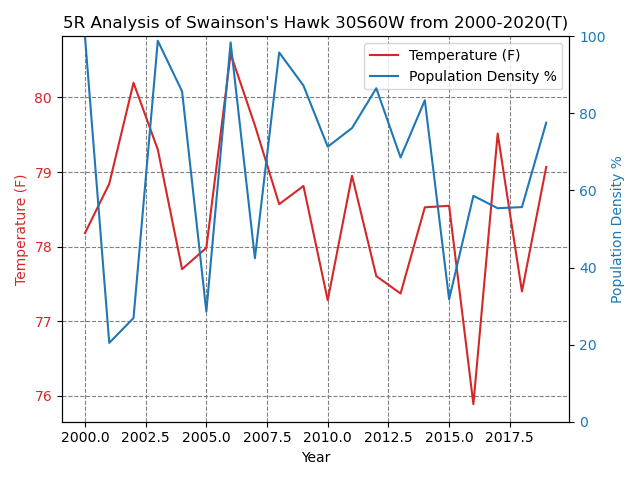 5R Analysis of Swainson's Hawk 30S60W from 2000-2020(T)
Temperature (F)
Population Density %
80
79
78
77
76
Temperature (F)
100
80
60
40
20
0
Population Density %
2000.0 2002.5 2005.0 2007.5 2010.0 2012.5 2015.0 2017.5
Year